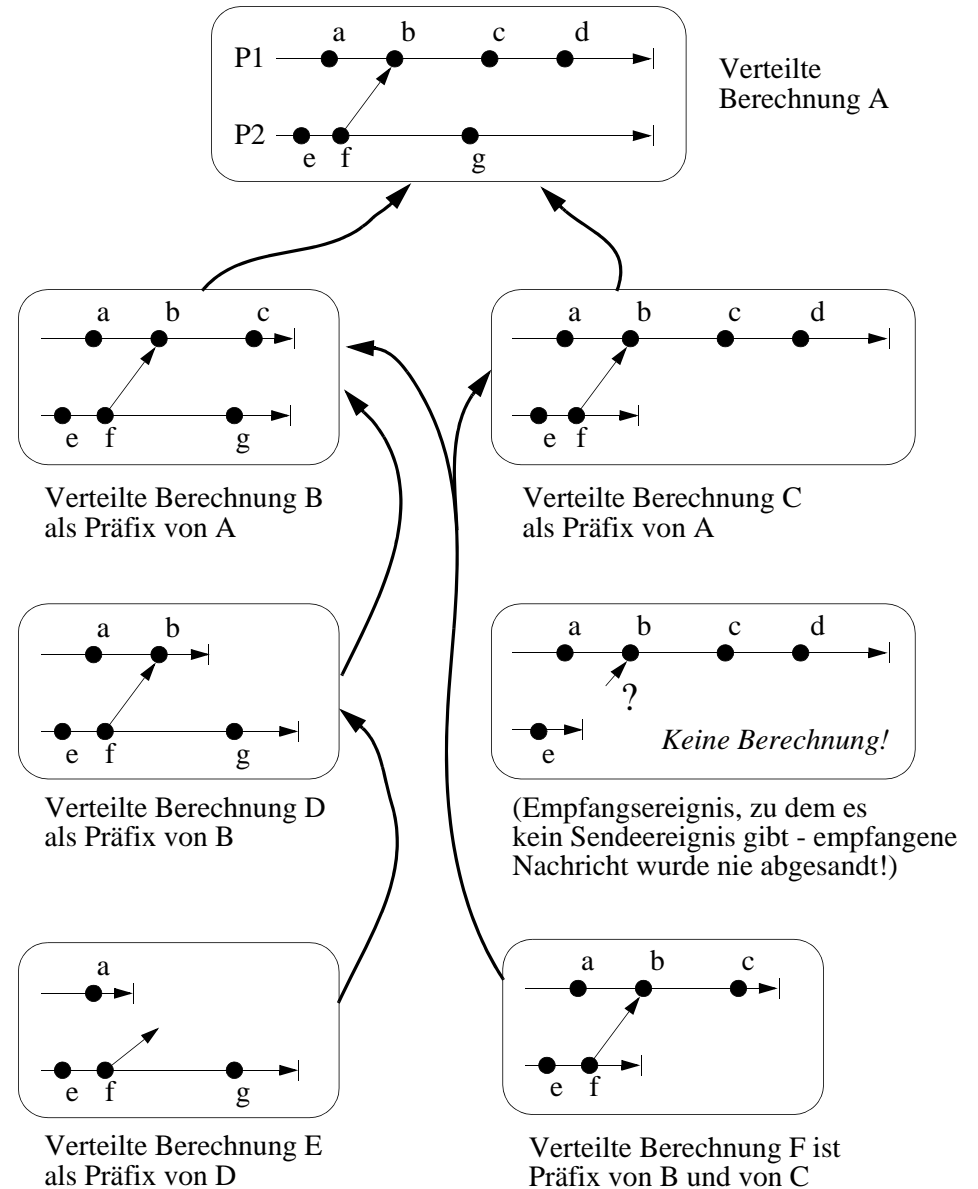 a b c d
P1
Verteilte
Berechnung A
P2
e f g
a b c
e f g
Verteilte Berechnung B
als Präfix von A
a b c d
e f
Verteilte Berechnung C
als Präfix von A
a b
e f g
Verteilte Berechnung D
als Präfix von B
a b c d
?
e
Keine Berechnung!
(Empfangsereignis, zu dem es
kein Sendeereignis gibt - empfangene
Nachricht wurde nie abgesandt!)
a
e f g
Verteilte Berechnung E
als Präfix von D
a b c
e f
Verteilte Berechnung F ist
Präfix von B und von C